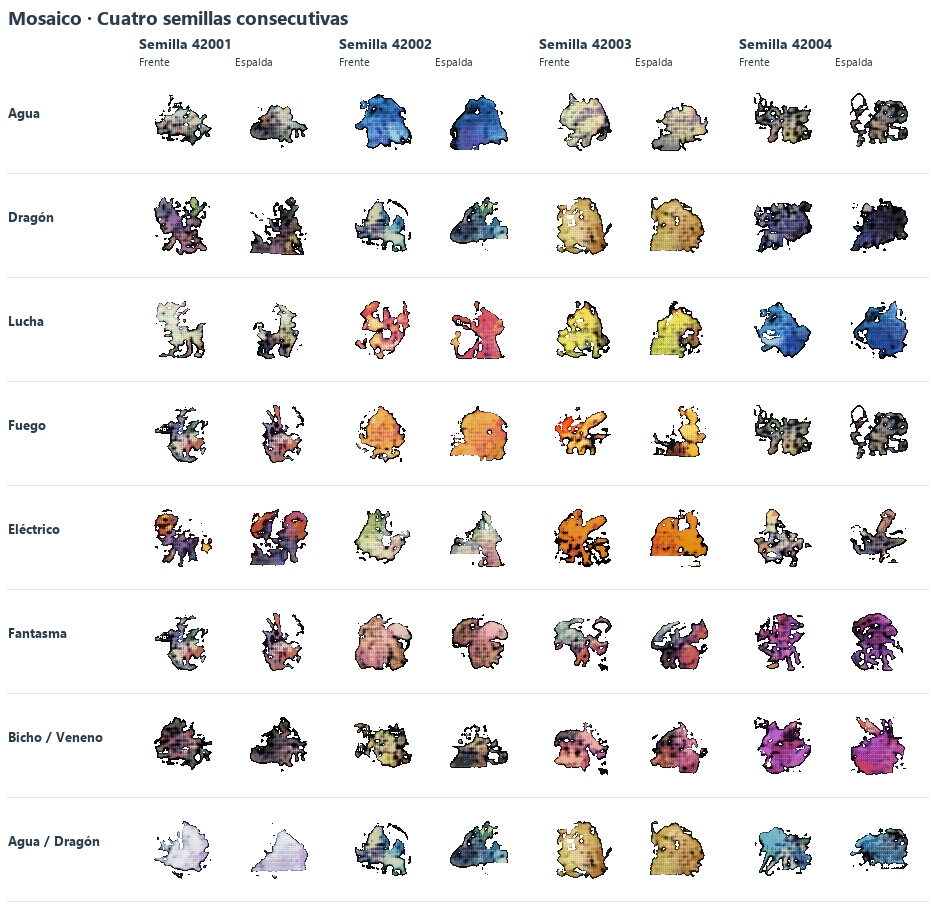 Mosaico · Cuatro semillas consecutivas
Semilla 42001 Semilla 42002 Semilla 42003 Semilla 42004
Frente Espalda Frente Espalda Frente Espalda Frente Espalda
Agua
Dragón
Lucha
Fuego
Eléctrico
Fantasma
Bicho / Veneno
Agua / Dragón